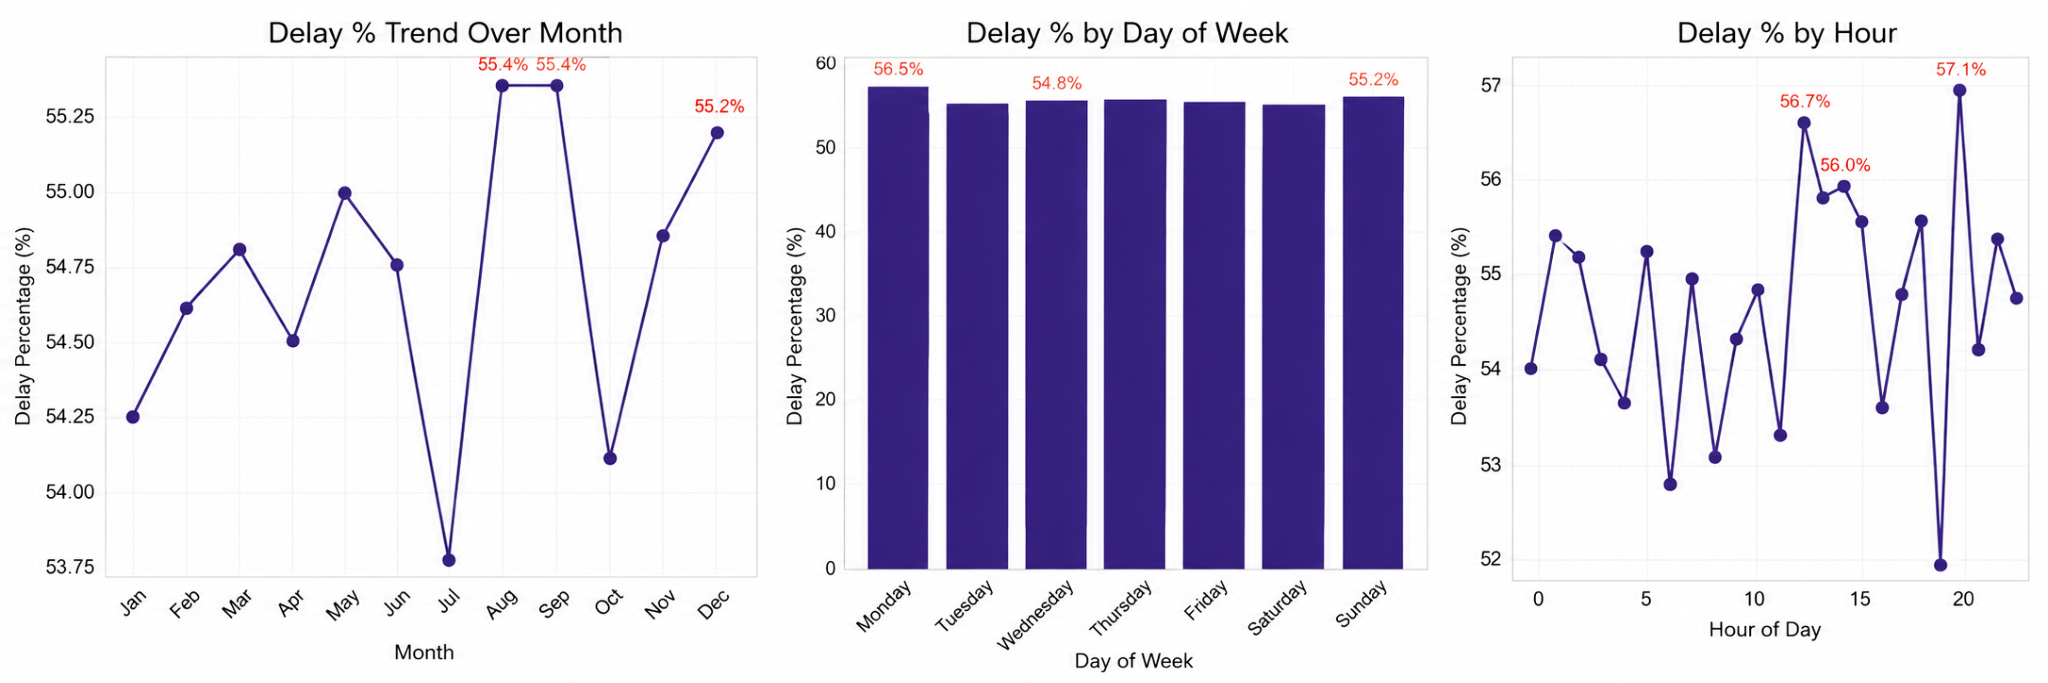 Delay % Trend Over Month
55.4% 55.4%
55.2%
55.25
55.00
54.75
54.50
54.25
54.00
53.75
Delay Percentage (%)
Jan Feb Mar Apr May Jun Jul Aug Sep Oct Nov Dec
Month
Delay % by Day of Week
56.5% 54.8% 55.2%
60
50
40
30
20
10
0
Delay Percentage (%)
Monday Tuesday Wednesday Thursday Friday Saturday Sunday
Day of Week
Delay % by Hour
57.1%
56.7%
56.0%
57
56
55
54
53
52
Delay Percentage (%)
0 5 10 15 20
Hour of Day